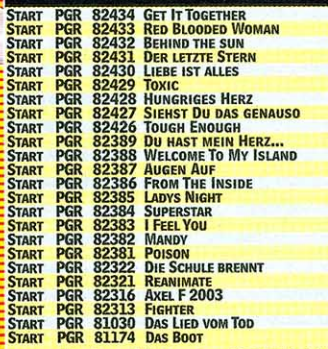 START PGR 82434 GET IT TOGETHER
START PGR 82433 RED BLOODED WOMAN
START PGR 82432 BEHIND THE SUN
START PGR 82431 DER LETZTE STERN
START PGR 82430 LIEBE IST ALLES
START PGR 82429 TOXIC
START PGR 82428 HUNGRIGES HERZ
START PGR 82427 SIEHST DU DAS GENAUSO
START PGR 82426 TOUGH ENOUGH
START PGR 82389 DU HAST MEIN HERZ...
START PGR 82388 WELCOME TO MY ISLAND
START PGR 82387 AUGEN AUF
START PGR 82386 FROM THE INSIDE
START PGR 82385 LADYS NIGHT
START PGR 82384 SUPERSTAR
START PGR 82383 I FEEL YOU
START PGR 82382 MANDY
START PGR 82381 POISON
START PGR 82322 DIE SCHULE BRENNT
START PGR 82321 REANIMATE
START PGR 82316 AXEL F 2003
START PGR 82313 FIGHTER
START PGR 81030 DAS LIED VOM TOD
START PGR 81174 DAS BOOT